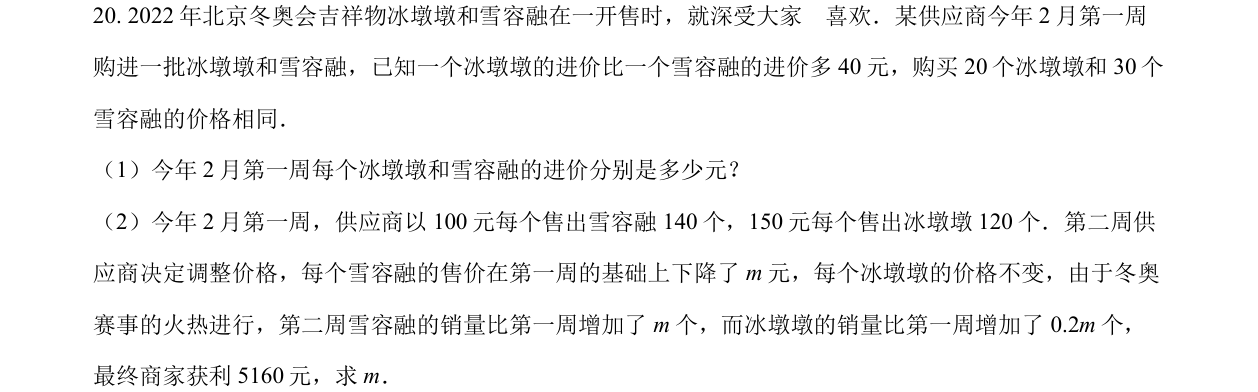 20. 2022 年北京冬奥会吉祥物冰墩墩和雪容融在一开售时，就深受大家　喜欢．某供应商今年 2 月第一周
购进一批冰墩墩和雪容融，已知一个冰墩墩的进价比一个雪容融的进价多 40 元，购买 20 个冰墩墩和 30 个
雪容融的价格相同．
（1）今年 2 月第一周每个冰墩墩和雪容融的进价分别是多少元？
（2）今年 2 月第一周，供应商以 100 元每个售出雪容融 140 个，150 元每个售出冰墩墩 120 个．第二周供
应商决定调整价格，每个雪容融的售价在第一周的基础上下降了 m 元，每个冰墩墩的价格不变，由于冬奥
赛事的火热进行，第二周雪容融的销量比第一周增加了 m 个，而冰墩墩的销量比第一周增加了 0.2m 个，
最终商家获利 5160 元，求 m．